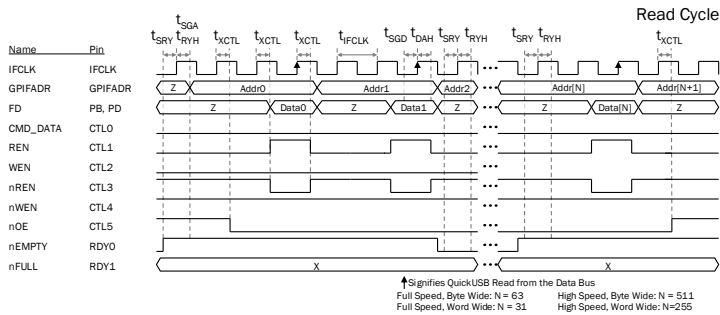 Read Cycle
tSGA
tSRY tRYH tXCTL tXCTL tXCTL tIFCLK tSGD tDAH tSRY tRYH tSRY tRYH tXCTL
Name Pin
IFCLK IFCLK
GPIFADR GPIFADR Z Addr0 Addr1 Addr2 Addr[N] Addr[N+1]
FD PB, PD Z Data0 Z Data1 Z Z Data[N] Z
CMD_DATA CTL0
REN CTL1
WEN CTL2
nREN CTL3
nWEN CTL4
nOE CTL5
nEMPTY RDY0
nFULL RDY1 X X
Signifies QuickUSB Read from the Data Bus
Full Speed, Byte Wide: N = 63 High Speed, Byte Wide: N = 511
Full Speed, Word Wide: N = 31 High Speed, Word Wide: N=255